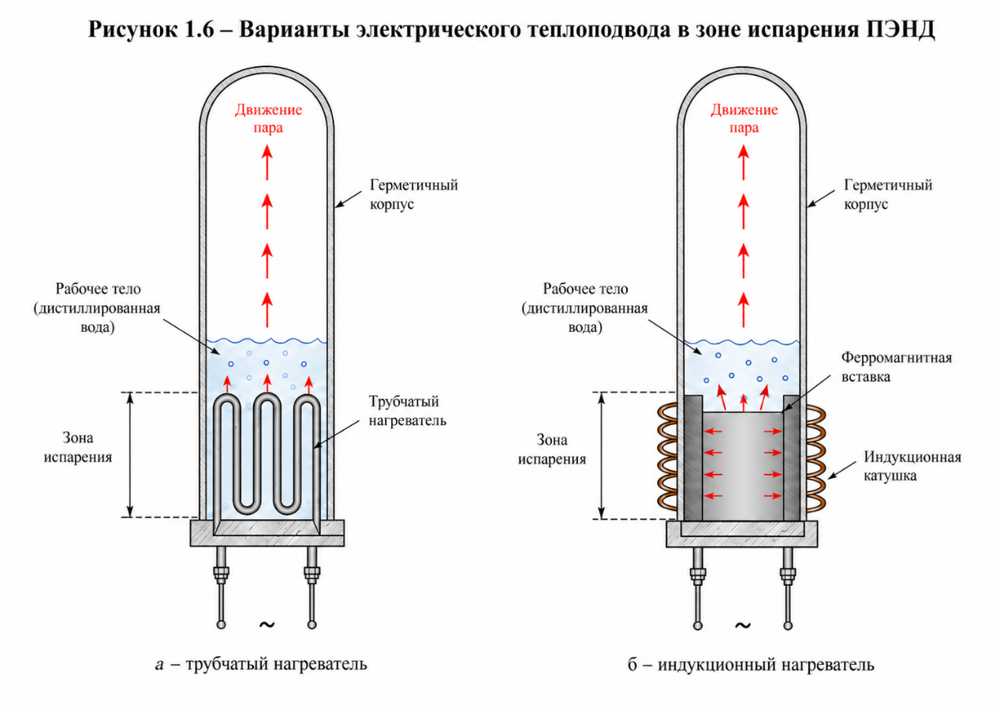 Рисунок 1.6 – Варианты электрического теплоподвода в зоне испарения ПЭНД
Движение
пара
Герметичный
корпус
Рабочее тело
(дистиллированная
вода)
Трубчатый
нагреватель
Зона
испарения
~
а – трубчатый нагреватель
Движение
пара
Герметичный
корпус
Рабочее тело
(дистиллированная
вода)
Ферромагнитная
вставка
Зона
испарения
Индукционная
катушка
~
б – индукционный нагреватель